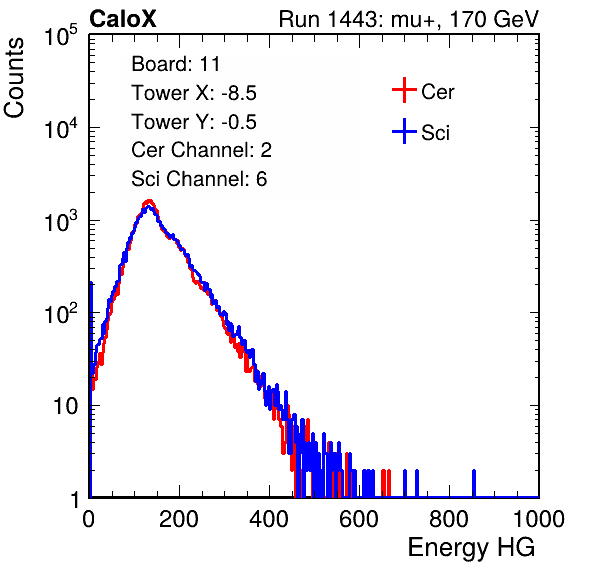 CaloX Run 1443: mu+, 170 GeV
Counts
Board: 11
Tower X: -8.5
Tower Y: -0.5
Cer Channel: 2
Sci Channel: 6
Cer
Sci
10^5
10^4
10^3
10^2
10
1
0 200 400 600 800 1000
Energy HG